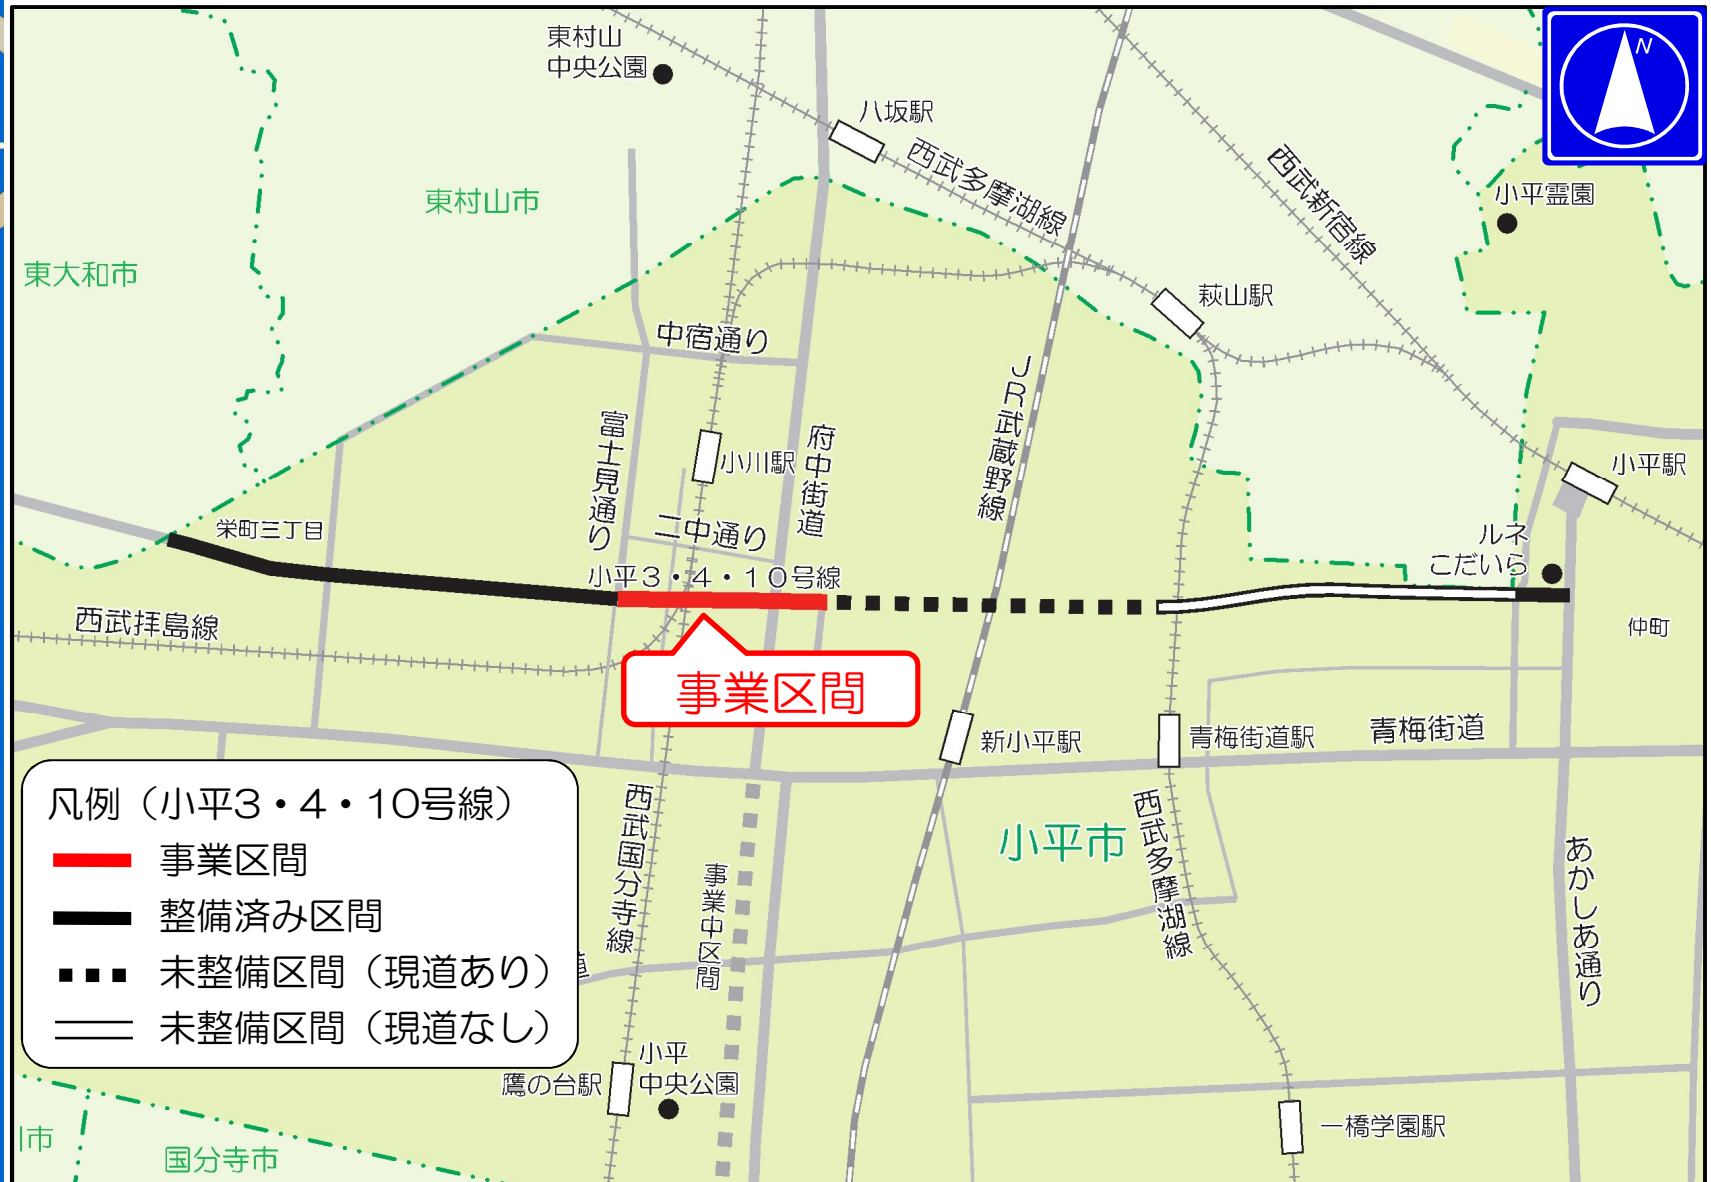 東村山
中央公園
N
八坂駅
西武多摩湖線
西武新宿線
東村山市
小平霊園
東大和市
萩山駅
中宿通り
JR武蔵野線
富士見通り
府中街道
小川駅
小平駅
栄町三丁目
二中通り
ルネ
こだいら
小平3・4・10号線
西武拝島線
仲町
事業区間
新小平駅
青梅街道駅
青梅街道
凡例（小平3・4・10号線）
事業区間
整備済み区間
未整備区間（現道あり）
未整備区間（現道なし）
西武国分寺線
事業中区間
小平市
西武多摩湖線
あかしあ通り
道
小平
中央公園
鷹の台駅
一橋学園駅
市
国分寺市